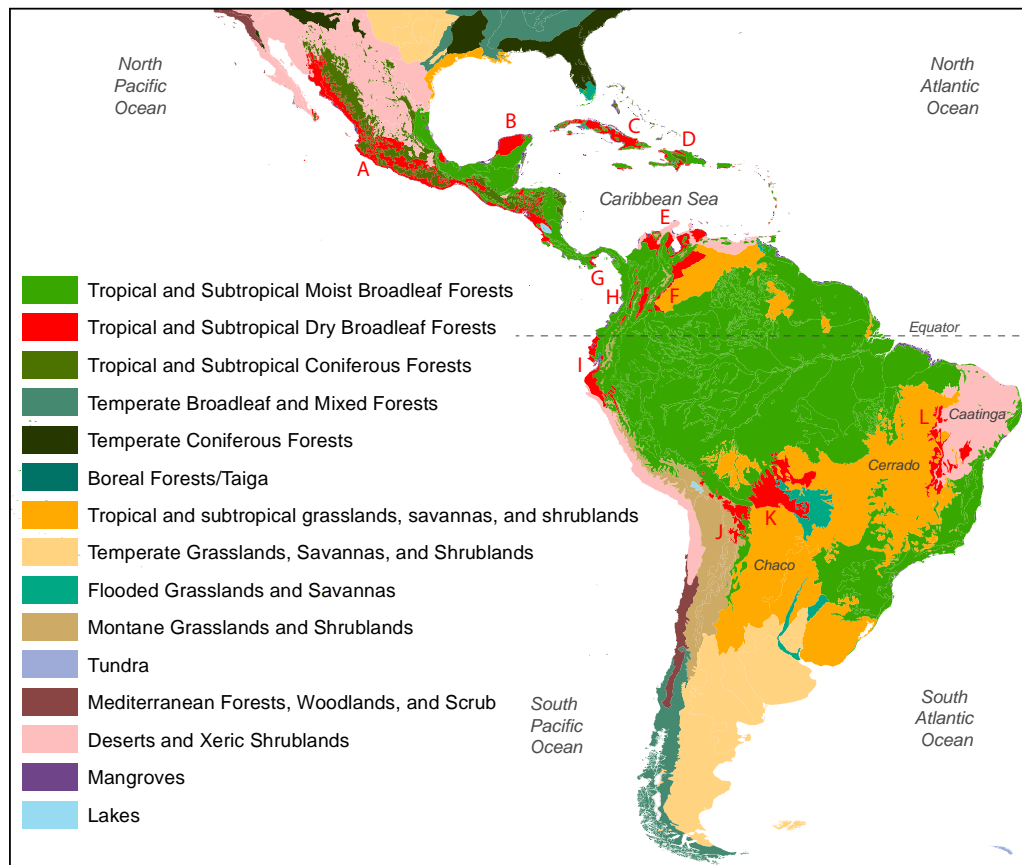 North
Pacific
Ocean
North
Atlantic
Ocean
A
B
C
D
Caribbean Sea
E
F
G
H
Equator
I
L
Caatinga
Cerrado
J
K
Chaco
South
Pacific
Ocean
South
Atlantic
Ocean
Tropical and Subtropical Moist Broadleaf Forests
Tropical and Subtropical Dry Broadleaf Forests
Tropical and Subtropical Coniferous Forests
Temperate Broadleaf and Mixed Forests
Temperate Coniferous Forests
Boreal Forests/Taiga
Tropical and subtropical grasslands, savannas, and shrublands
Temperate Grasslands, Savannas, and Shrublands
Flooded Grasslands and Savannas
Montane Grasslands and Shrublands
Tundra
Mediterranean Forests, Woodlands, and Scrub
Deserts and Xeric Shrublands
Mangroves
Lakes